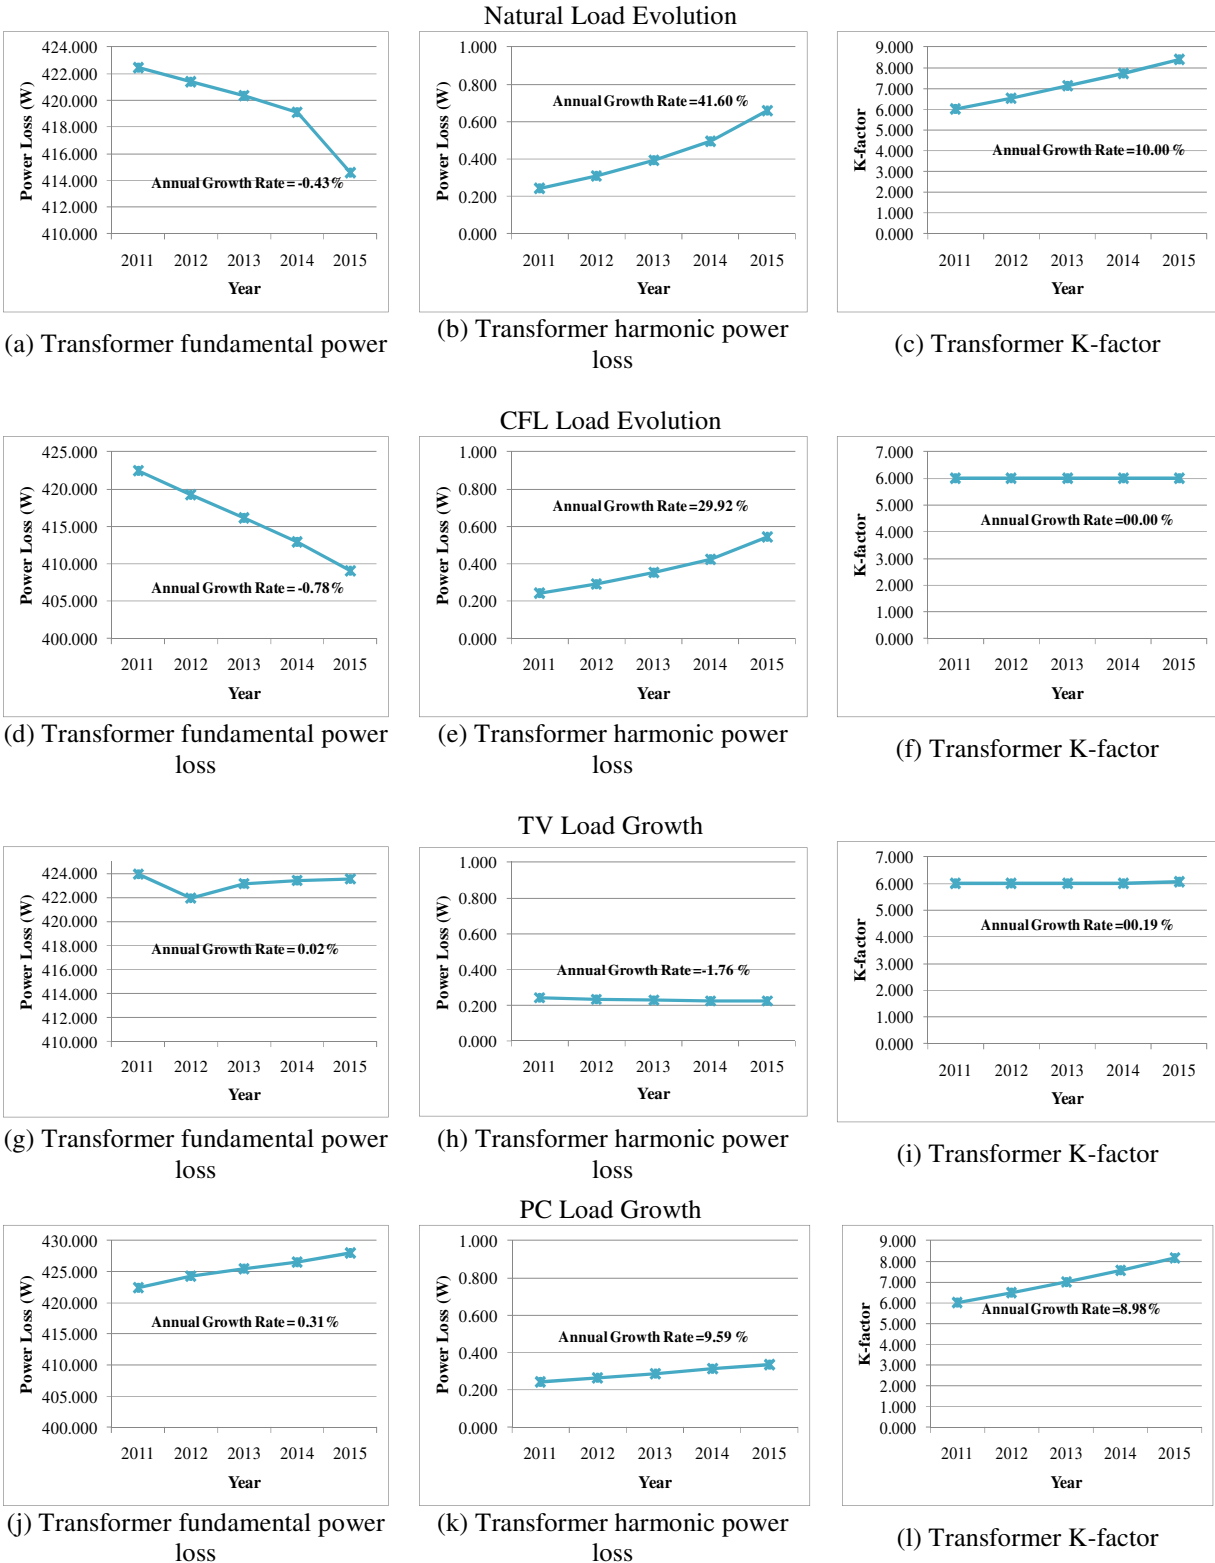 Natural Load Evolution
424.000
422.000
420.000
418.000
416.000
414.000
412.000
410.000
Power Loss (W)
Annual Growth Rate = -0.43%
2011 2012 2013 2014 2015
Year
(a) Transformer fundamental power
1.000
0.800
0.600
0.400
0.200
0.000
Power Loss (W)
Annual Growth Rate =41.60 %
2011 2012 2013 2014 2015
Year
(b) Transformer harmonic power
loss
9.000
8.000
7.000
6.000
5.000
4.000
3.000
2.000
1.000
0.000
K-factor
Annual Growth Rate =10.00 %
2011 2012 2013 2014 2015
Year
(c) Transformer K-factor
CFL Load Evolution
425.000
420.000
415.000
410.000
405.000
400.000
Power Loss (W)
Annual Growth Rate = -0.78%
2011 2012 2013 2014 2015
Year
(d) Transformer fundamental power
loss
1.000
0.800
0.600
0.400
0.200
0.000
Power Loss (W)
Annual Growth Rate =29.92 %
2011 2012 2013 2014 2015
Year
(e) Transformer harmonic power
loss
7.000
6.000
5.000
4.000
3.000
2.000
1.000
0.000
K-factor
Annual Growth Rate =00.00 %
2011 2012 2013 2014 2015
Year
(f) Transformer K-factor
TV Load Growth
424.000
422.000
420.000
418.000
416.000
414.000
412.000
410.000
Power Loss (W)
Annual Growth Rate = 0.02%
2011 2012 2013 2014 2015
Year
(g) Transformer fundamental power
loss
1.000
0.800
0.600
0.400
0.200
0.000
Power Loss (W)
Annual Growth Rate =-1.76 %
2011 2012 2013 2014 2015
Year
(h) Transformer harmonic power
loss
7.000
6.000
5.000
4.000
3.000
2.000
1.000
0.000
K-factor
Annual Growth Rate =00.19 %
2011 2012 2013 2014 2015
Year
(i) Transformer K-factor
PC Load Growth
430.000
425.000
420.000
415.000
410.000
405.000
400.000
Power Loss (W)
Annual Growth Rate = 0.31%
2011 2012 2013 2014 2015
Year
(j) Transformer fundamental power
loss
1.000
0.800
0.600
0.400
0.200
0.000
Power Loss (W)
Annual Growth Rate =9.59 %
2011 2012 2013 2014 2015
Year
(k) Transformer harmonic power
loss
9.000
8.000
7.000
6.000
5.000
4.000
3.000
2.000
1.000
0.000
K-factor
Annual Growth Rate =8.98%
2011 2012 2013 2014 2015
Year
(l) Transformer K-factor